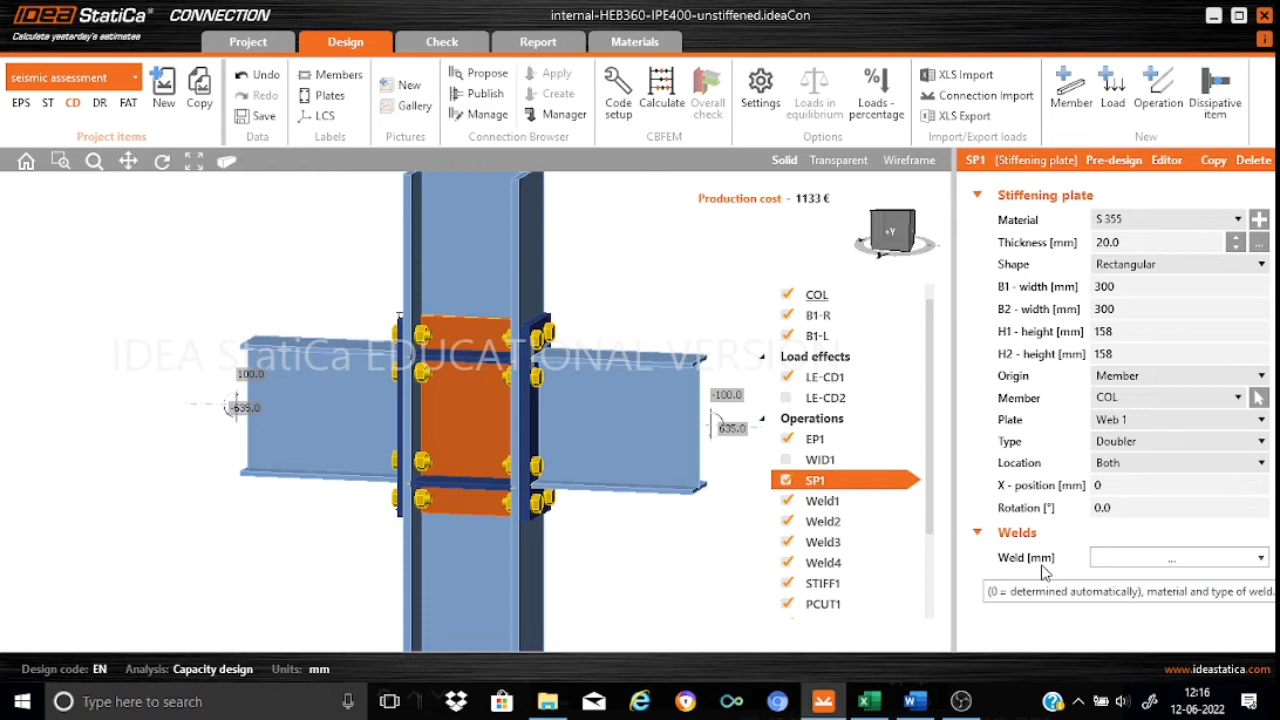 IDEA StatiCa® CONNECTION
Calculate yesterday's estimates
internal-HEB360-IPE400-unstiffened.ideaCon
Project Design Check Report Materials
seismic assessment
EPS ST CD DR FAT
New Copy
Project items
Undo
Redo
Save
Data
Members
Plates
LCS
Labels
New
Gallery
Pictures
Propose
Publish
Manage
Apply
Create
Manager
Connection Browser
Code setup
Calculate
Overall check
CBFEM
Settings
Loads in equilibrium
Loads - percentage
Options
XLS Import
Connection Import
XLS Export
Import/Export loads
Member Load Operation Dissipative item
New
Solid Transparent Wireframe
SP1 [Stiffening plate] Pre-design Editor Copy Delete
Production cost - 1133 €
+Y
IDEA StatiCa EDUCATIONAL VERSION
100.0
-635.0
-100.0
635.0
COL
B1-R
B1-L
Load effects
LE-CD1
LE-CD2
Operations
EP1
WID1
SP1
Weld1
Weld2
Weld3
Weld4
STIFF1
PCUT1
Stiffening plate
Material S 355
Thickness [mm] 20.0 ...
Shape Rectangular
B1 - width [mm] 300
B2 - width [mm] 300
H1 - height [mm] 158
H2 - height [mm] 158
Origin Member
Member COL
Plate Web 1
Type Doubler
Location Both
X - position [mm] 0
Rotation [°] 0.0
Welds
Weld [mm] ...
(0 = determined automatically), material and type of weld.
Design code: EN Analysis: Capacity design Units: mm
www.ideastatica.com
Type here to search
12:16
12-06-2022